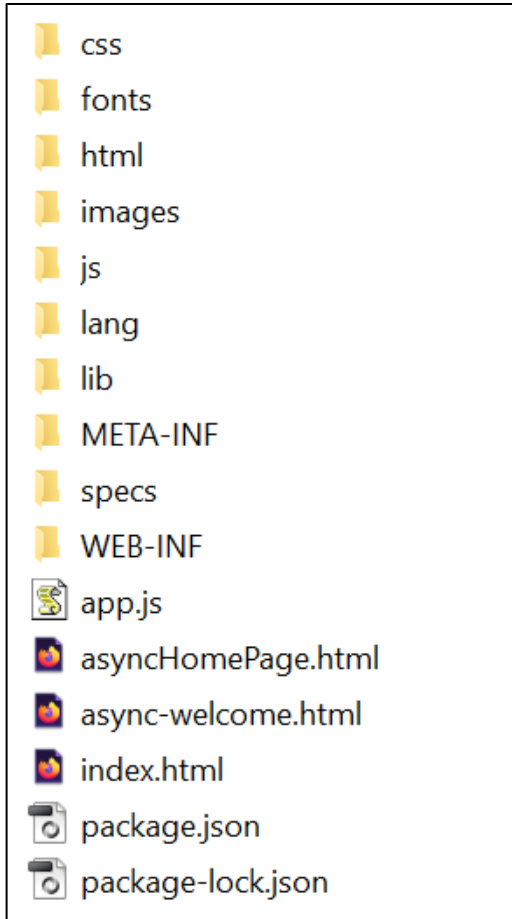 css
fonts
html
images
js
lang
lib
META-INF
specs
WEB-INF
app.js
asyncHomePage.html
async-welcome.html
index.html
package.json
package-lock.json